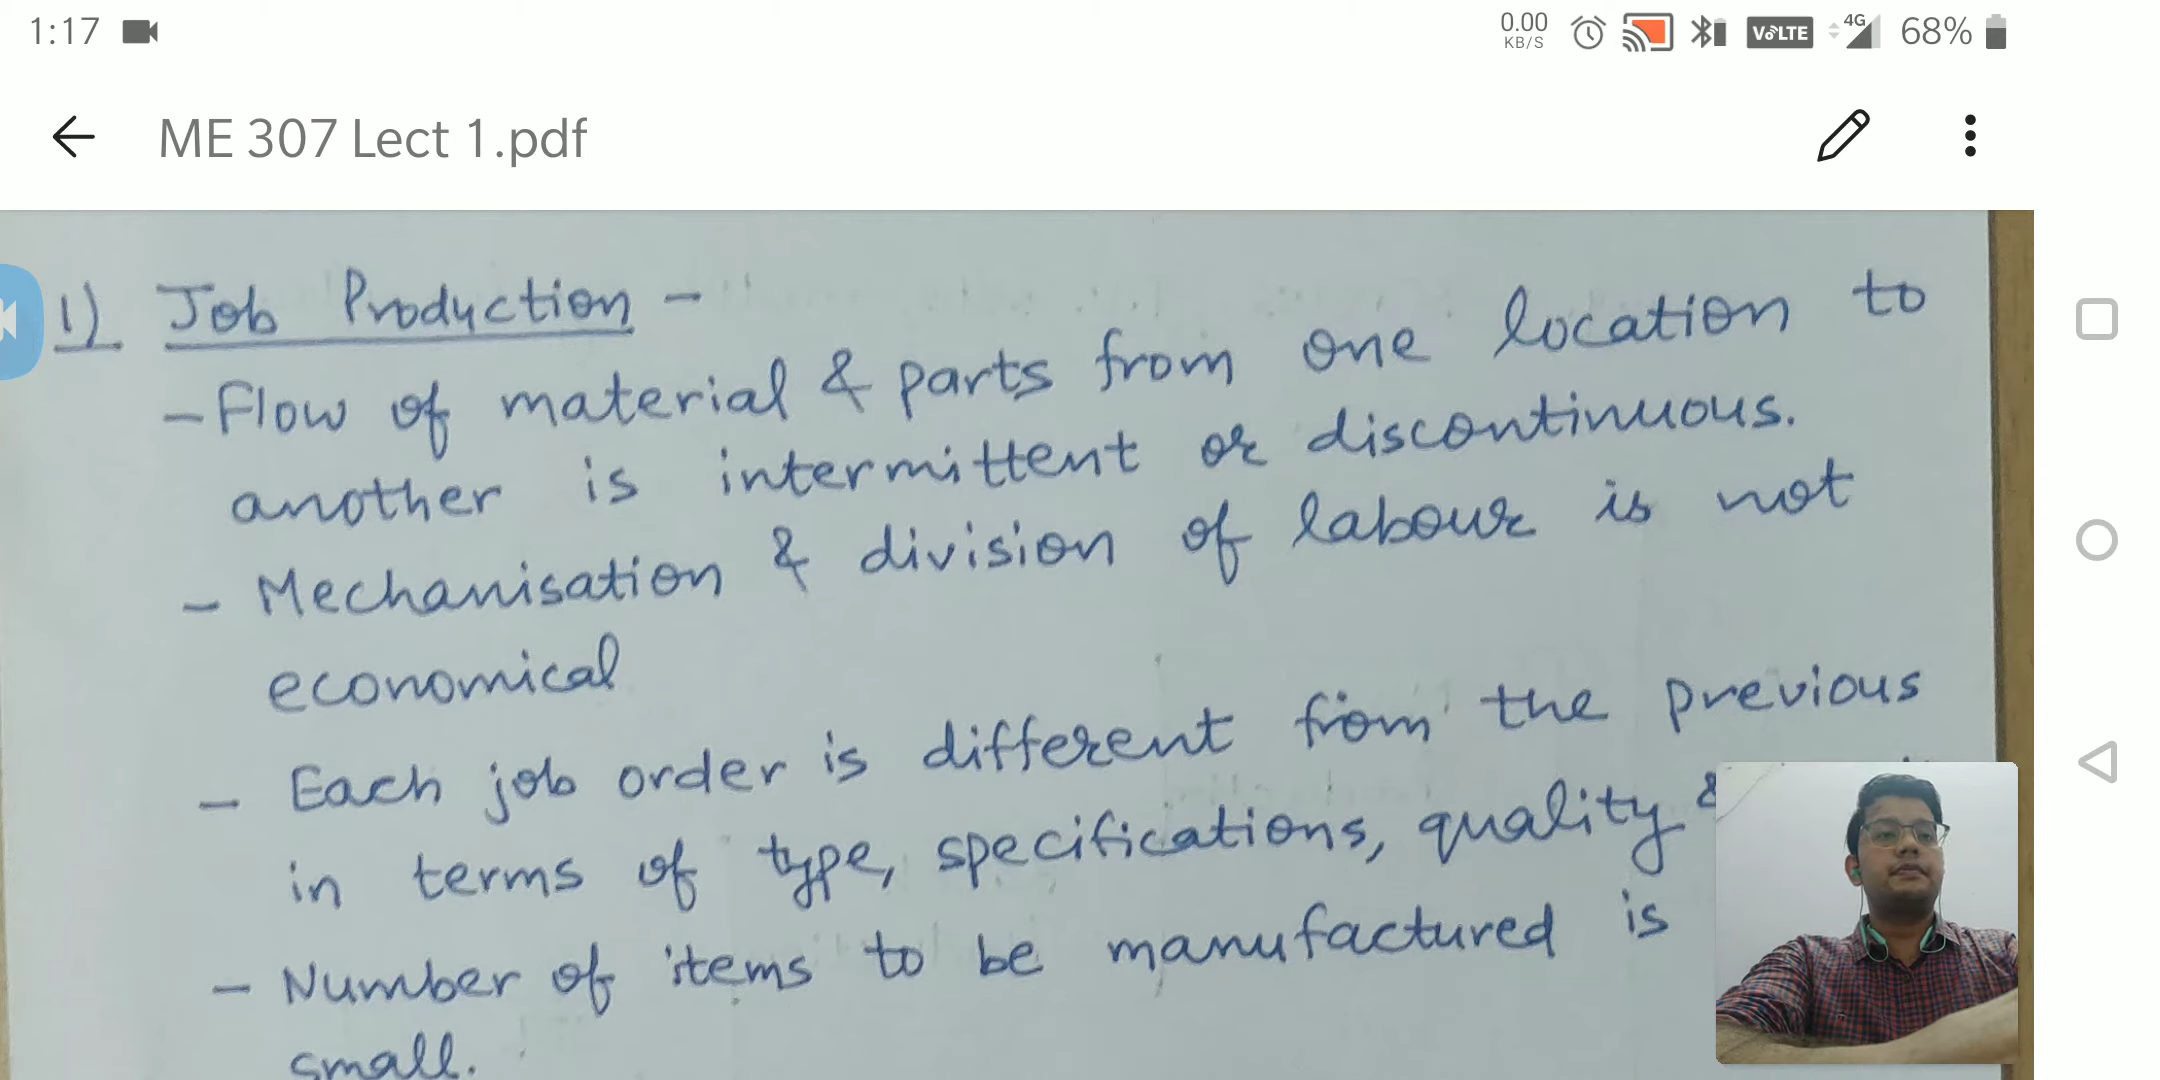 1:17
0.00
KB/S
VoLTE
4G
68%
ME 307 Lect 1.pdf
1) Job Production -
- Flow of material & parts from one location to
another is intermittent or discontinuous.
- Mechanisation & division of labour is not
economical
- Each job order is different from the previous
in terms of type, specifications, quality &
- Number of items to be manufactured is
small.